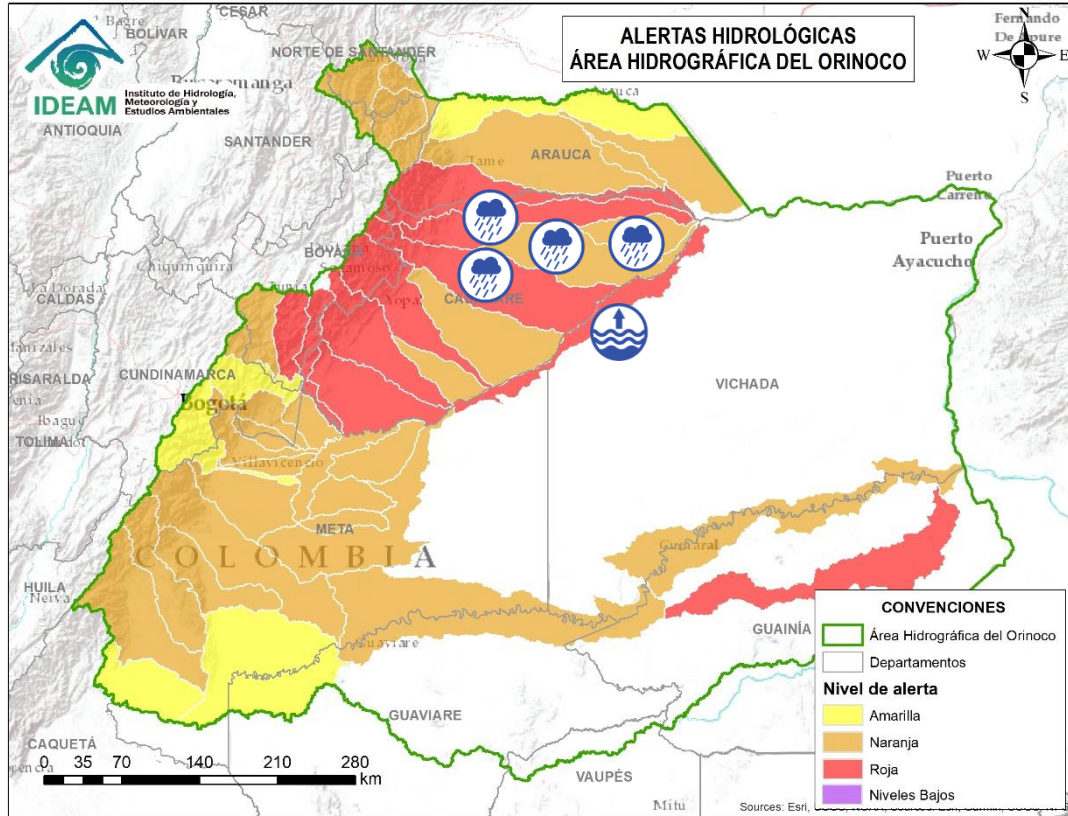 ALERTAS HIDROLÓGICAS
ÁREA HIDROGRÁFICA DEL ORINOCO
N
W
E
S
IDEAM
Instituto de Hidrología,
Meteorología y
Estudios Ambientales
BOLÍVAR
CESAR
NORTE DE SANTANDER
ANTIOQUIA
SANTANDER
Arauca
ARAUCA
Tame
Puerto
Carreño
Puerto
Ayacucho
Chiquinquirá
La Dorada
CALDAS
Manizales
RISARALDA
CUNDINAMARCA
Bogotá
Ibagué
TOLIMA
Villavicencio
VICHADA
META
COLOMBIA
HUILA
Neiva
Guaviare
GUAINÍA
GUAVIARE
CAQUETÁ
VAUPÉS
Mitú
0 35 70 140 210 280
km
CONVENCIONES
Área Hidrográfica del Orinoco
Departamentos
Nivel de alerta
Amarilla
Naranja
Roja
Niveles Bajos
Sources: Esri,